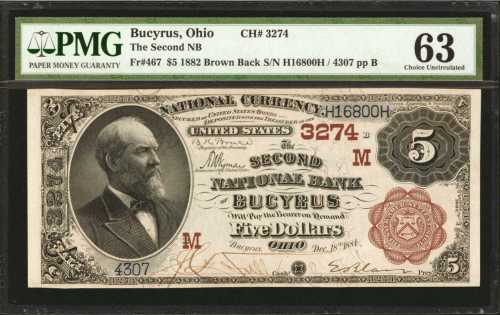 PMG
PAPER MONEY GUARANTY
Bucyrus, Ohio CH# 3274
The Second NB
Fr#467 $5 1882 Brown Back S/N H16800H / 4307 pp B
63
Choice Uncirculated
NATIONAL CURRENCY
H16800H
UNITED STATES
3274 B
M
5
The
SECOND
NATIONAL BANK
BUCYRUS
Will Pay the Bearer on Demand
Five Dollars
M
Bucyrus, OHIO
4307
3274
5